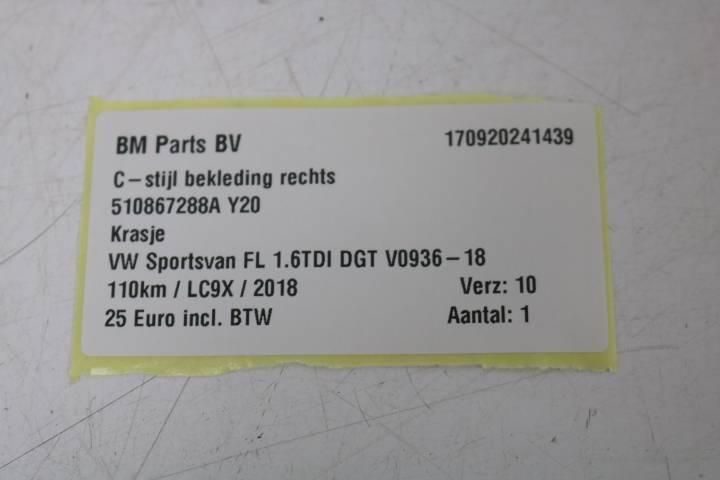 BM Parts BV 170920241439
C-stijl bekleding rechts
510867288A Y20
Krasje
VW Sportsvan FL 1.6TDI DGT V0936-18
110km / LC9X / 2018 Verz: 10
25 Euro incl. BTW Aantal: 1